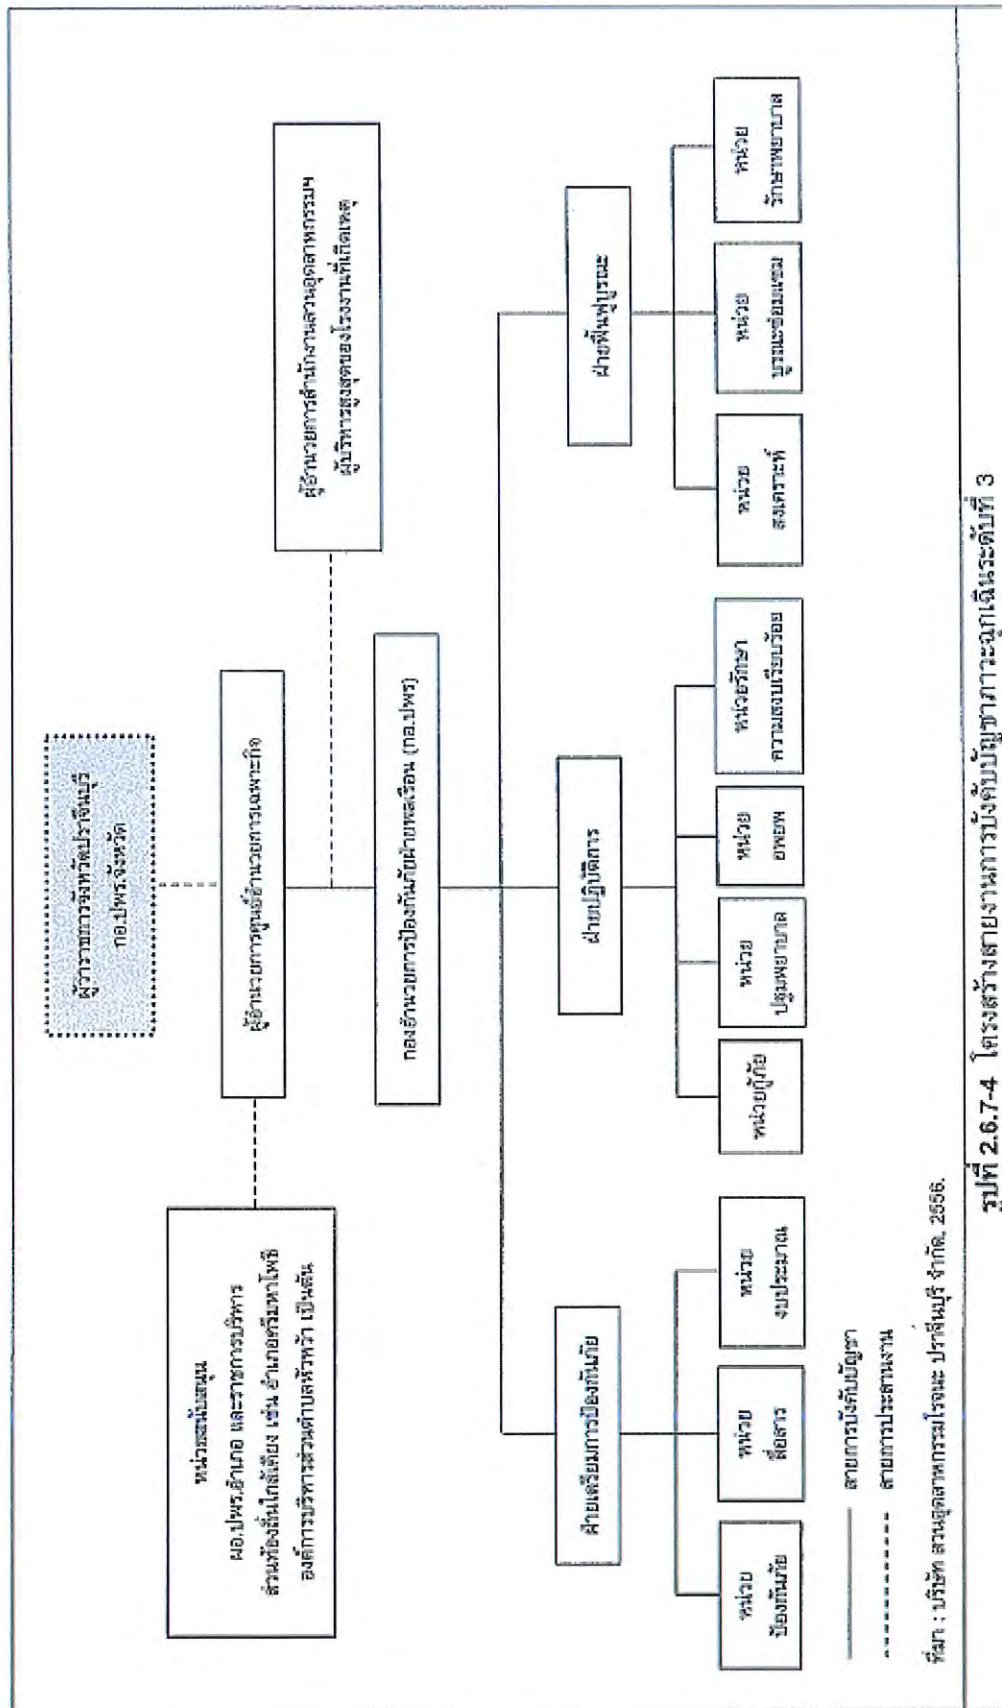 ผู้ว่าราชการจังหวัดปราจีนบุรี
กอ.ปพร.จังหวัด
หน่วยสนับสนุน
ผอ.ปพร.อำเภอ และราชการบริหาร
ส่วนท้องถิ่นใกล้เคียง เช่น อำเภอศรีมหาโพธิ
องค์การบริหารส่วนตำบลหัวหว้า เป็นต้น
ผู้อำนวยการศูนย์อำนวยการเฉพาะกิจ
ผู้อำนวยการสำนักงานสวนอุตสาหกรรมฯ
ผู้บริหารสูงสุดของโรงงานที่เกิดเหตุ
กองอำนวยการป้องกันภัยฝ่ายพลเรือน (กอ.ปพร)
ฝ่ายเตรียมการป้องกันภัย
ฝ่ายปฏิบัติการ
ฝ่ายฟื้นฟูบูรณะ
หน่วย
ป้องกันภัย
หน่วย
สื่อสาร
หน่วย
งบประมาณ
หน่วยกู้ภัย
หน่วย
ปฐมพยาบาล
หน่วย
อพยพ
หน่วยรักษา
ความสงบเรียบร้อย
หน่วย
สงเคราะห์
หน่วย
บูรณะซ่อมแซม
หน่วย
รักษาพยาบาล
สายการบังคับบัญชา
สายการประสานงาน
ที่มา : บริษัท สวนอุตสาหกรรมโรจนะ ปราจีนบุรี จำกัด, 2556.
รูปที่ 2.6.7-4 โครงสร้างสายงานการบังคับบัญชาภาวะฉุกเฉินระดับที่ 3